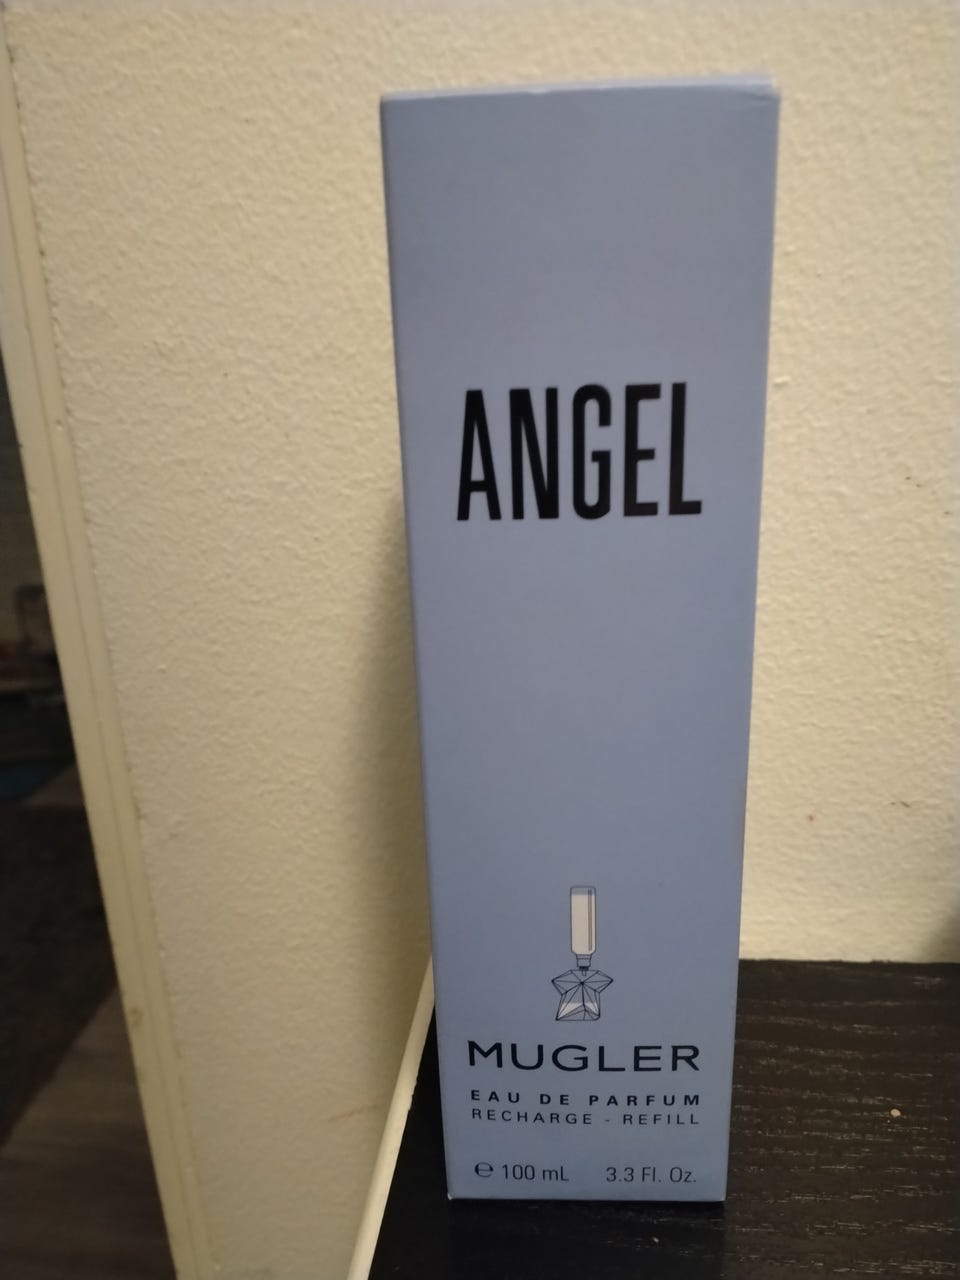 ANGEL
MUGLER
EAU DE PARFUM
RECHARGE - REFILL
℮ 100 mL 3.3 Fl. Oz.